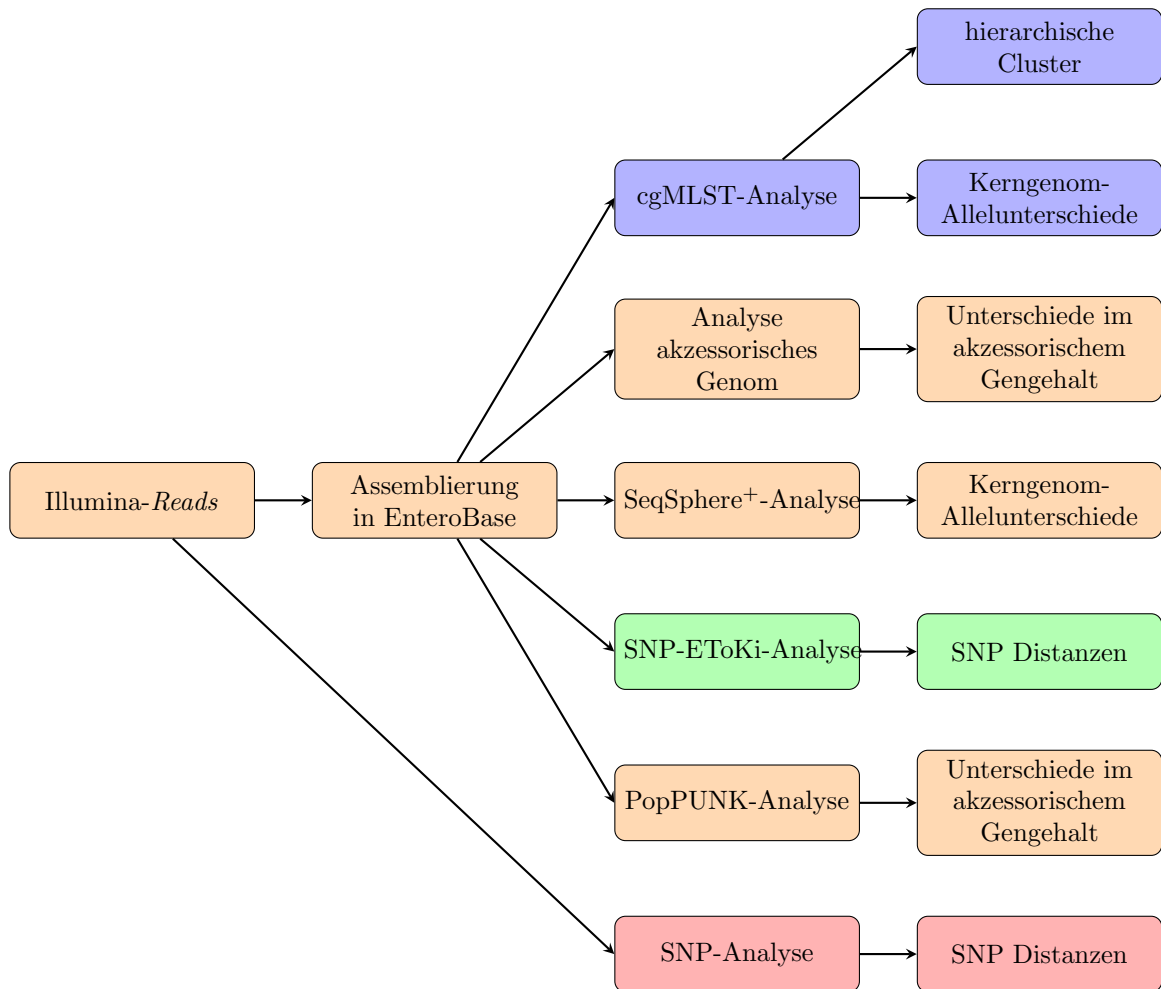 hierarchische
Cluster
cgMLST-Analyse
Kerngenom-
Allelunterschiede
Analyse
akzessorisches
Genom
Unterschiede im
akzessorischem
Gengehalt
Illumina-Reads
Assemblierung
in EnteroBase
SeqSphere⁺-Analyse
Kerngenom-
Allelunterschiede
SNP-EToKi-Analyse
SNP Distanzen
PopPUNK-Analyse
Unterschiede im
akzessorischem
Gengehalt
SNP-Analyse
SNP Distanzen